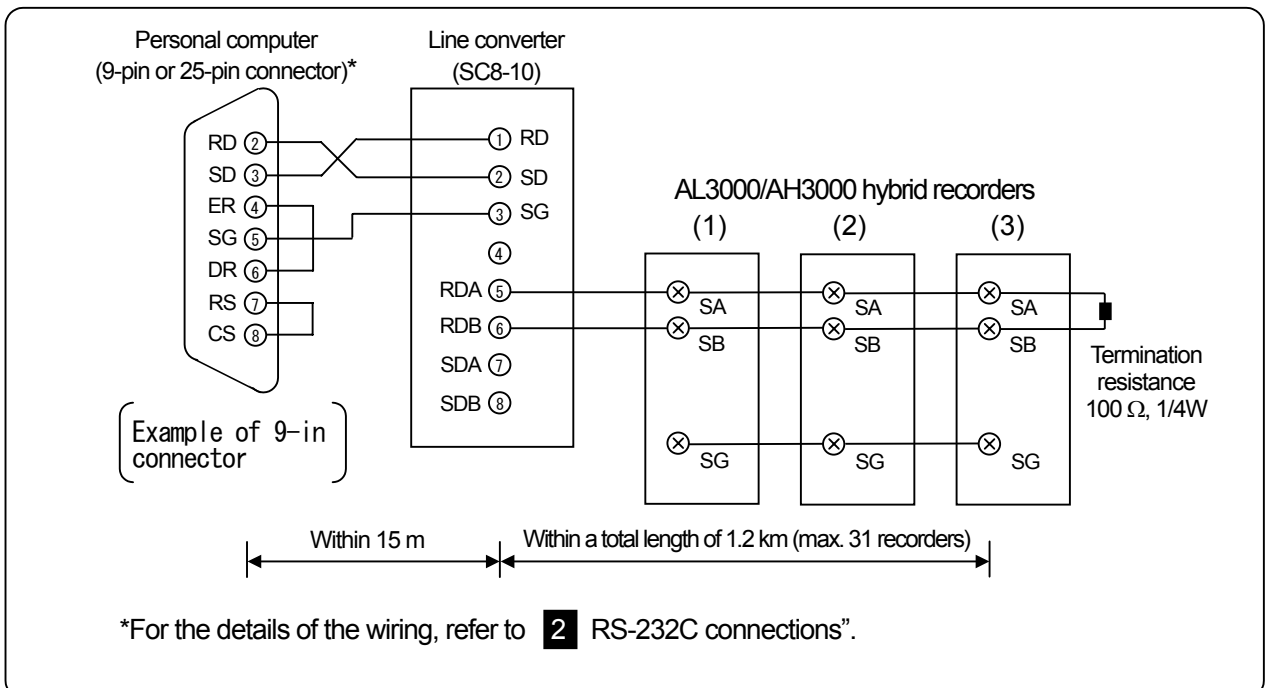 Personal computer
(9-pin or 25-pin connector)*
Line converter
(SC8-10)
RD ②
SD ③
ER ④
SG ⑤
DR ⑥
RS ⑦
CS ⑧
① RD
② SD
③ SG
④
RDA ⑤
RDB ⑥
SDA ⑦
SDB ⑧
AL3000/AH3000 hybrid recorders
(1) (2) (3)
SA SA SA
SB SB SB
SG SG SG
Termination
resistance
100 Ω, 1/4W
Example of 9-in
connector
Within 15 m
Within a total length of 1.2 km (max. 31 recorders)
*For the details of the wiring, refer to 2 RS-232C connections”.